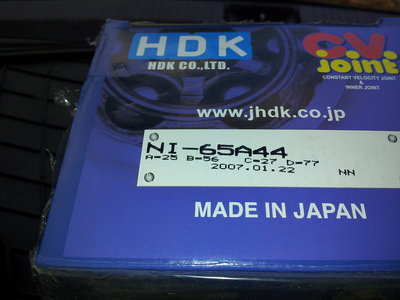 HDK
HDK CO.,LTD.
C.V.
joint
CONSTANT VELOCITY JOINT
&
INNER JOINT
www.jhdk.co.jp
NI-65A44
A=25 B=56 C=27 D=77
2007.01.22 NN
MADE IN JAPAN